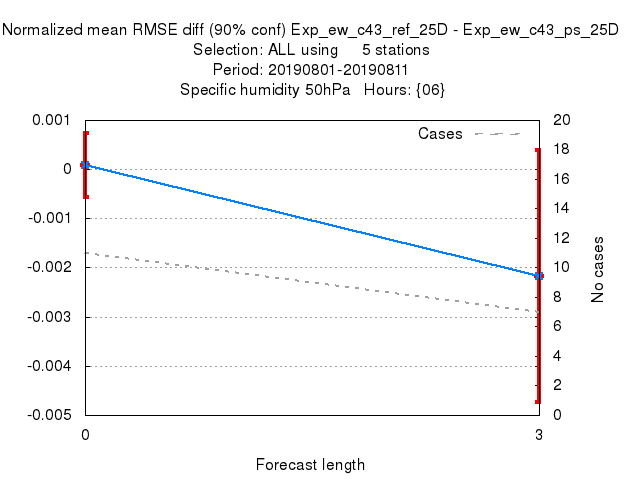 Normalized mean RMSE diff (90% conf) Exp_ew_c43_ref_25D - Exp_ew_c43_ps_25D
Selection: ALL using 5 stations
Period: 20190801-20190811
Specific humidity 50hPa Hours: {06}
0.001
0
-0.001
-0.002
-0.003
-0.004
-0.005
Cases
20
18
16
14
12
10
8
6
4
2
0
No cases
0
3
Forecast length